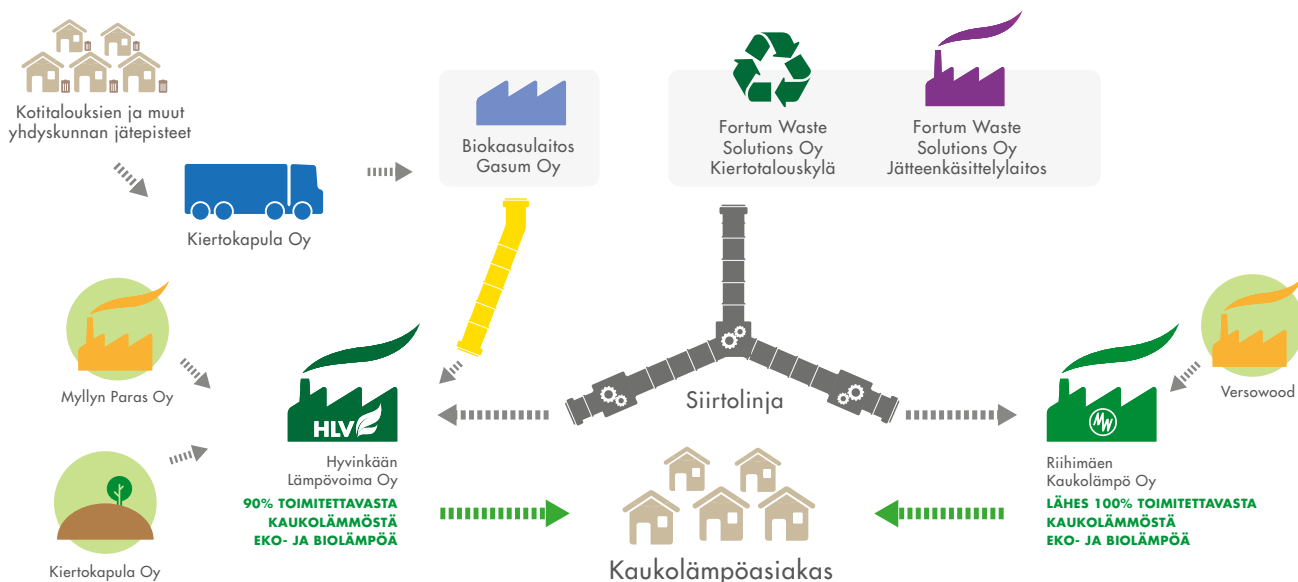 Kotitalouksien ja muut
yhdyskunnan jätepisteet
Kiertokapula Oy
Biokaasulaitos
Gasum Oy
Fortum Waste
Solutions Oy
Kiertotalouskylä
Fortum Waste
Solutions Oy
Jätteenkäsittelylaitos
Myllyn Paras Oy
Kiertokapula Oy
HLV
Hyvinkään
Lämpövoima Oy
90% TOIMITETTAVASTA
KAUKOLÄMMÖSTÄ
EKO- JA BIOLÄMPÖÄ
Siirtolinja
Kaukolämpöasiakas
Versowood
MW
Riihimäen
Kaukolämpö Oy
LÄHES 100% TOIMITETTAVASTA
KAUKOLÄMMÖSTÄ
EKO- JA BIOLÄMPÖÄ